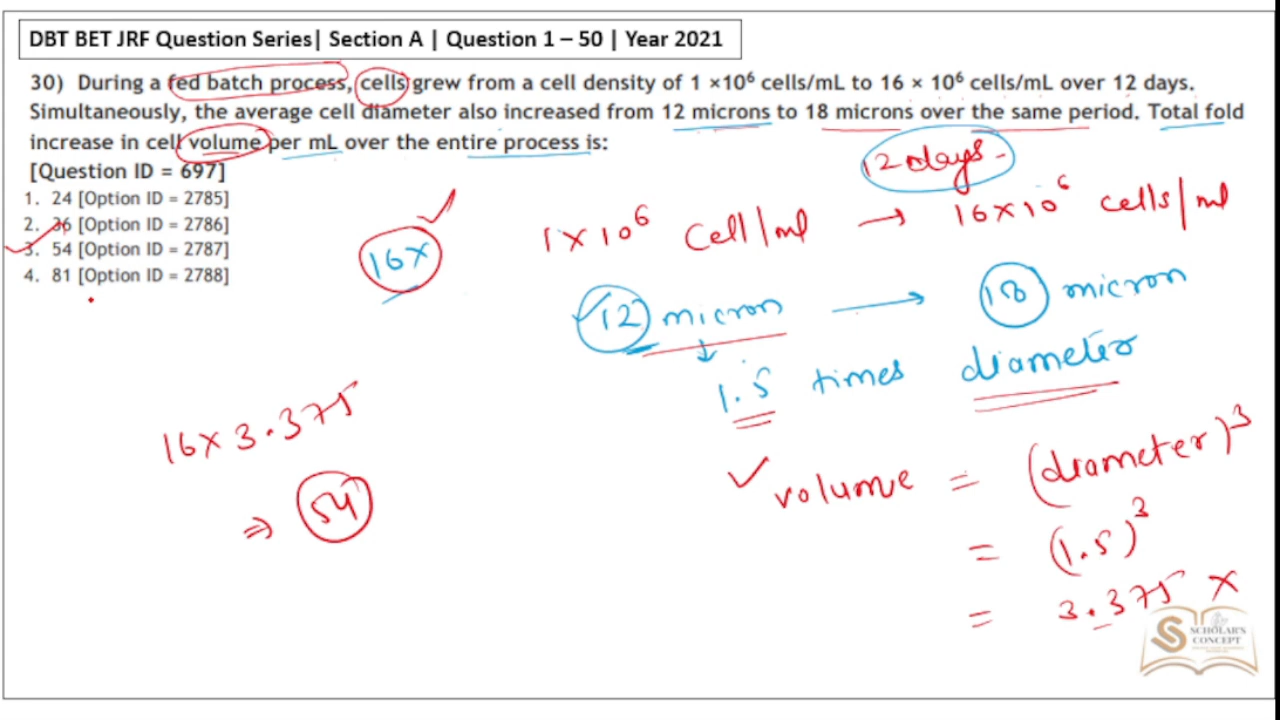 DBT BET JRF Question Series| Section A | Question 1 – 50 | Year 2021
30) During a fed batch process, cells grew from a cell density of 1 ×10⁶ cells/mL to 16 × 10⁶ cells/mL over 12 days.
Simultaneously, the average cell diameter also increased from 12 microns to 18 microns over the same period. Total fold
increase in cell volume per mL over the entire process is:
[Question ID = 697]
1. 24 [Option ID = 2785]
2. 36 [Option ID = 2786]
3. 54 [Option ID = 2787]
4. 81 [Option ID = 2788]
12 days
1×10⁶ Cell/ml → 16×10⁶ cells/ml
16×
12 micron → 18 micron
1.5 times diameter
16×3.375
⇒ 54
volume = (diameter)³
= (1.5)³
= 3.375 ×
SCHOLAR'S
CONCEPT